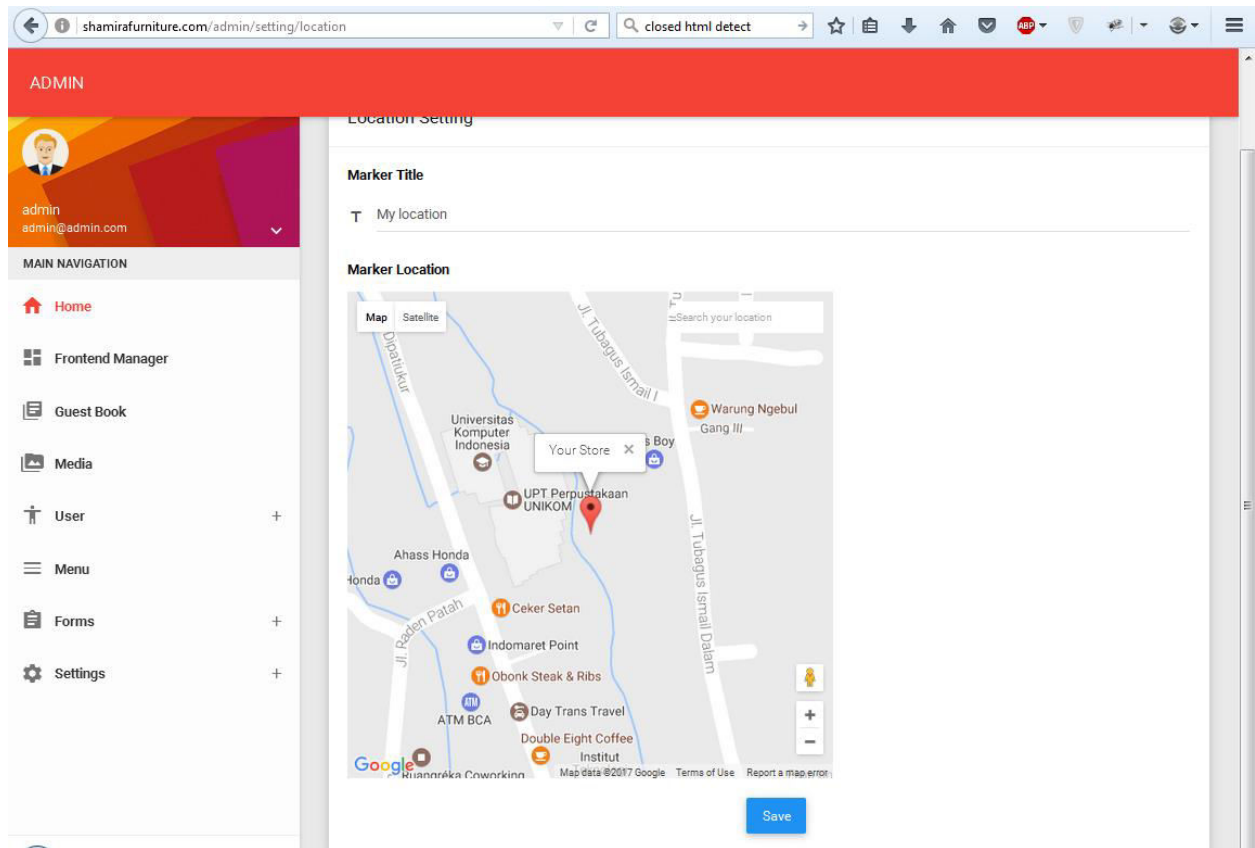 shamirafurniture.com/admin/setting/location
closed html detect
ABP
ADMIN
Location Setting
admin
admin@admin.com
MAIN NAVIGATION
Home
Frontend Manager
Guest Book
Media
User +
Menu
Forms +
Settings +
Marker Title
T My location
Marker Location
Map Satellite
Search your location
Dipatiukur
Jl. Tubagus Ismail I
Warung Ngebul
Gang III
Universitas
Komputer
Indonesia
Your Store ×
s Boy
UPT Perpustakaan
UNIKOM
Jl. Tubagus Ismail Dalam
Ahass Honda
Honda
Jl. Raden Patah
Ceker Setan
Indomaret Point
Obonk Steak & Ribs
ATM
ATM BCA
Day Trans Travel
Double Eight Coffee
Institut
Google
Ruangréka Coworking
Map data ©2017 Google Terms of Use Report a map error
+
−
Save